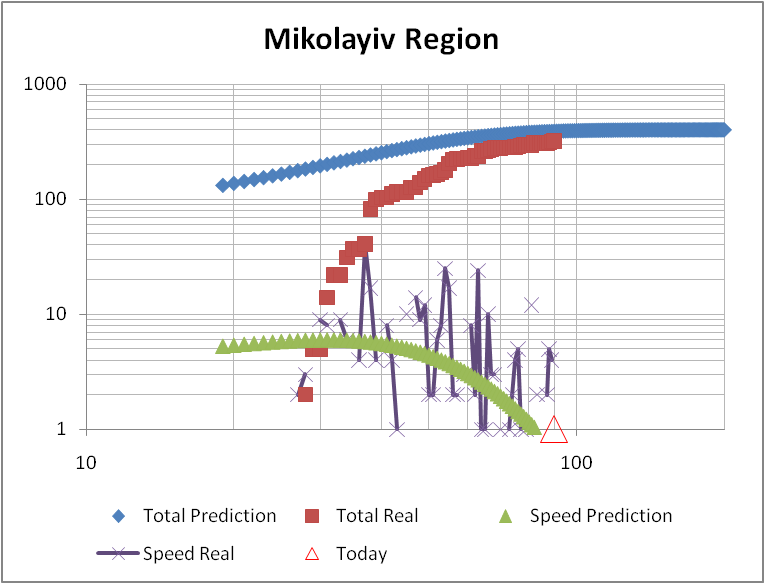 Mikolayiv Region
1000
100
10
1
10 100
Total Prediction Total Real Speed Prediction
Speed Real Today